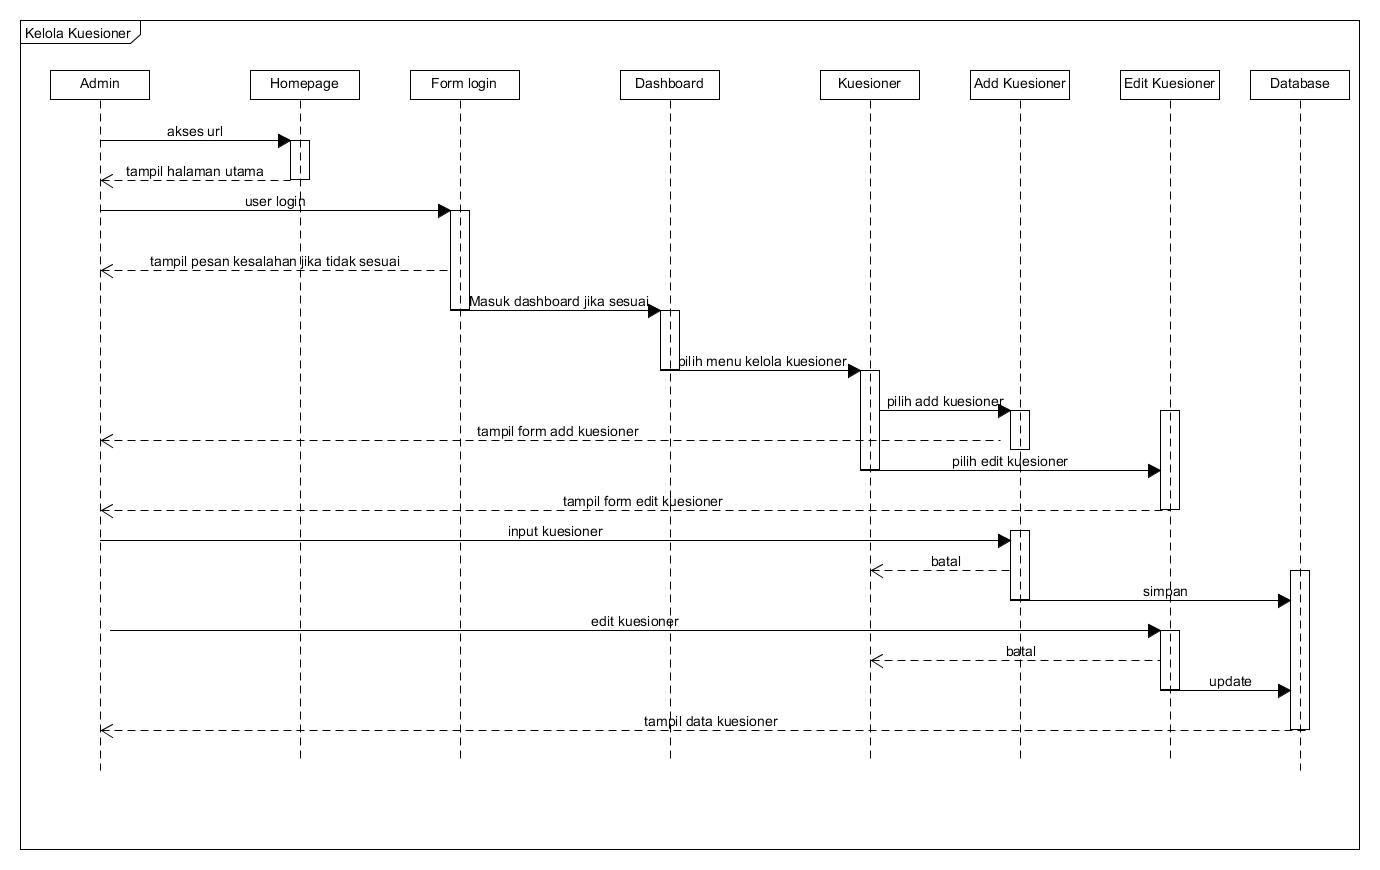 Kelola Kuesioner
Admin
Homepage
Form login
Dashboard
Kuesioner
Add Kuesioner
Edit Kuesioner
Database
akses url
tampil halaman utama
user login
tampil pesan kesalahan jika tidak sesuai
Masuk dashboard jika sesuai
pilih menu kelola kuesioner
pilih add kuesioner
tampil form add kuesioner
pilih edit kuesioner
tampil form edit kuesioner
input kuesioner
batal
simpan
edit kuesioner
batal
update
tampil data kuesioner